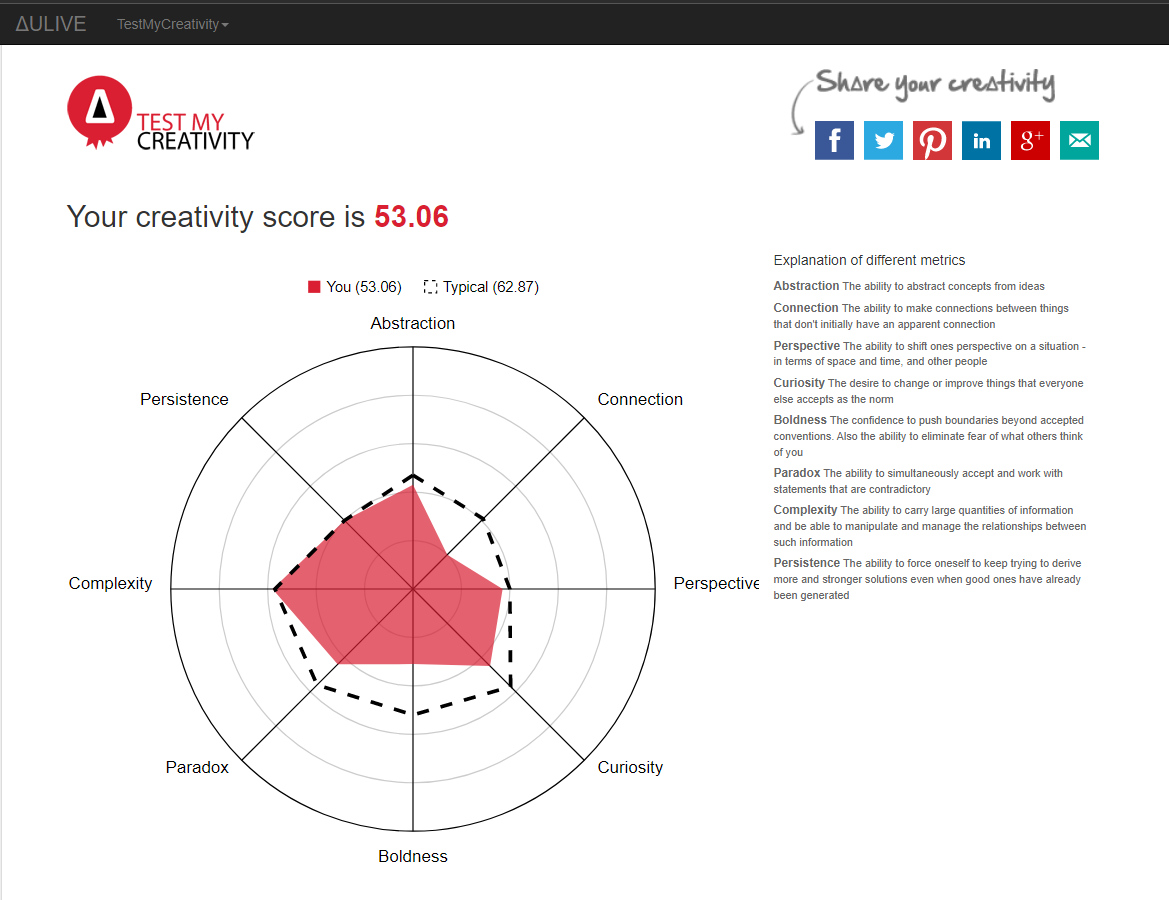 ΔULIVE
TestMyCreativity
Share your creativity
TEST MY
CREATIVITY
f
in
g+
Your creativity score is 53.06
Explanation of different metrics
You (53.06)
Typical (62.87)
Abstraction The ability to abstract concepts from ideas
Connection The ability to make connections between things
that don't initially have an apparent connection
Perspective The ability to shift ones perspective on a situation -
in terms of space and time, and other people
Curiosity The desire to change or improve things that everyone
else accepts as the norm
Boldness The confidence to push boundaries beyond accepted
conventions. Also the ability to eliminate fear of what others think
of you
Paradox The ability to simultaneously accept and work with
statements that are contradictory
Complexity The ability to carry large quantities of information
and be able to manipulate and manage the relationships between
such information
Persistence The ability to force oneself to keep trying to derive
more and stronger solutions even when good ones have already
been generated
Abstraction
Persistence
Connection
Complexity
Perspective
Paradox
Curiosity
Boldness